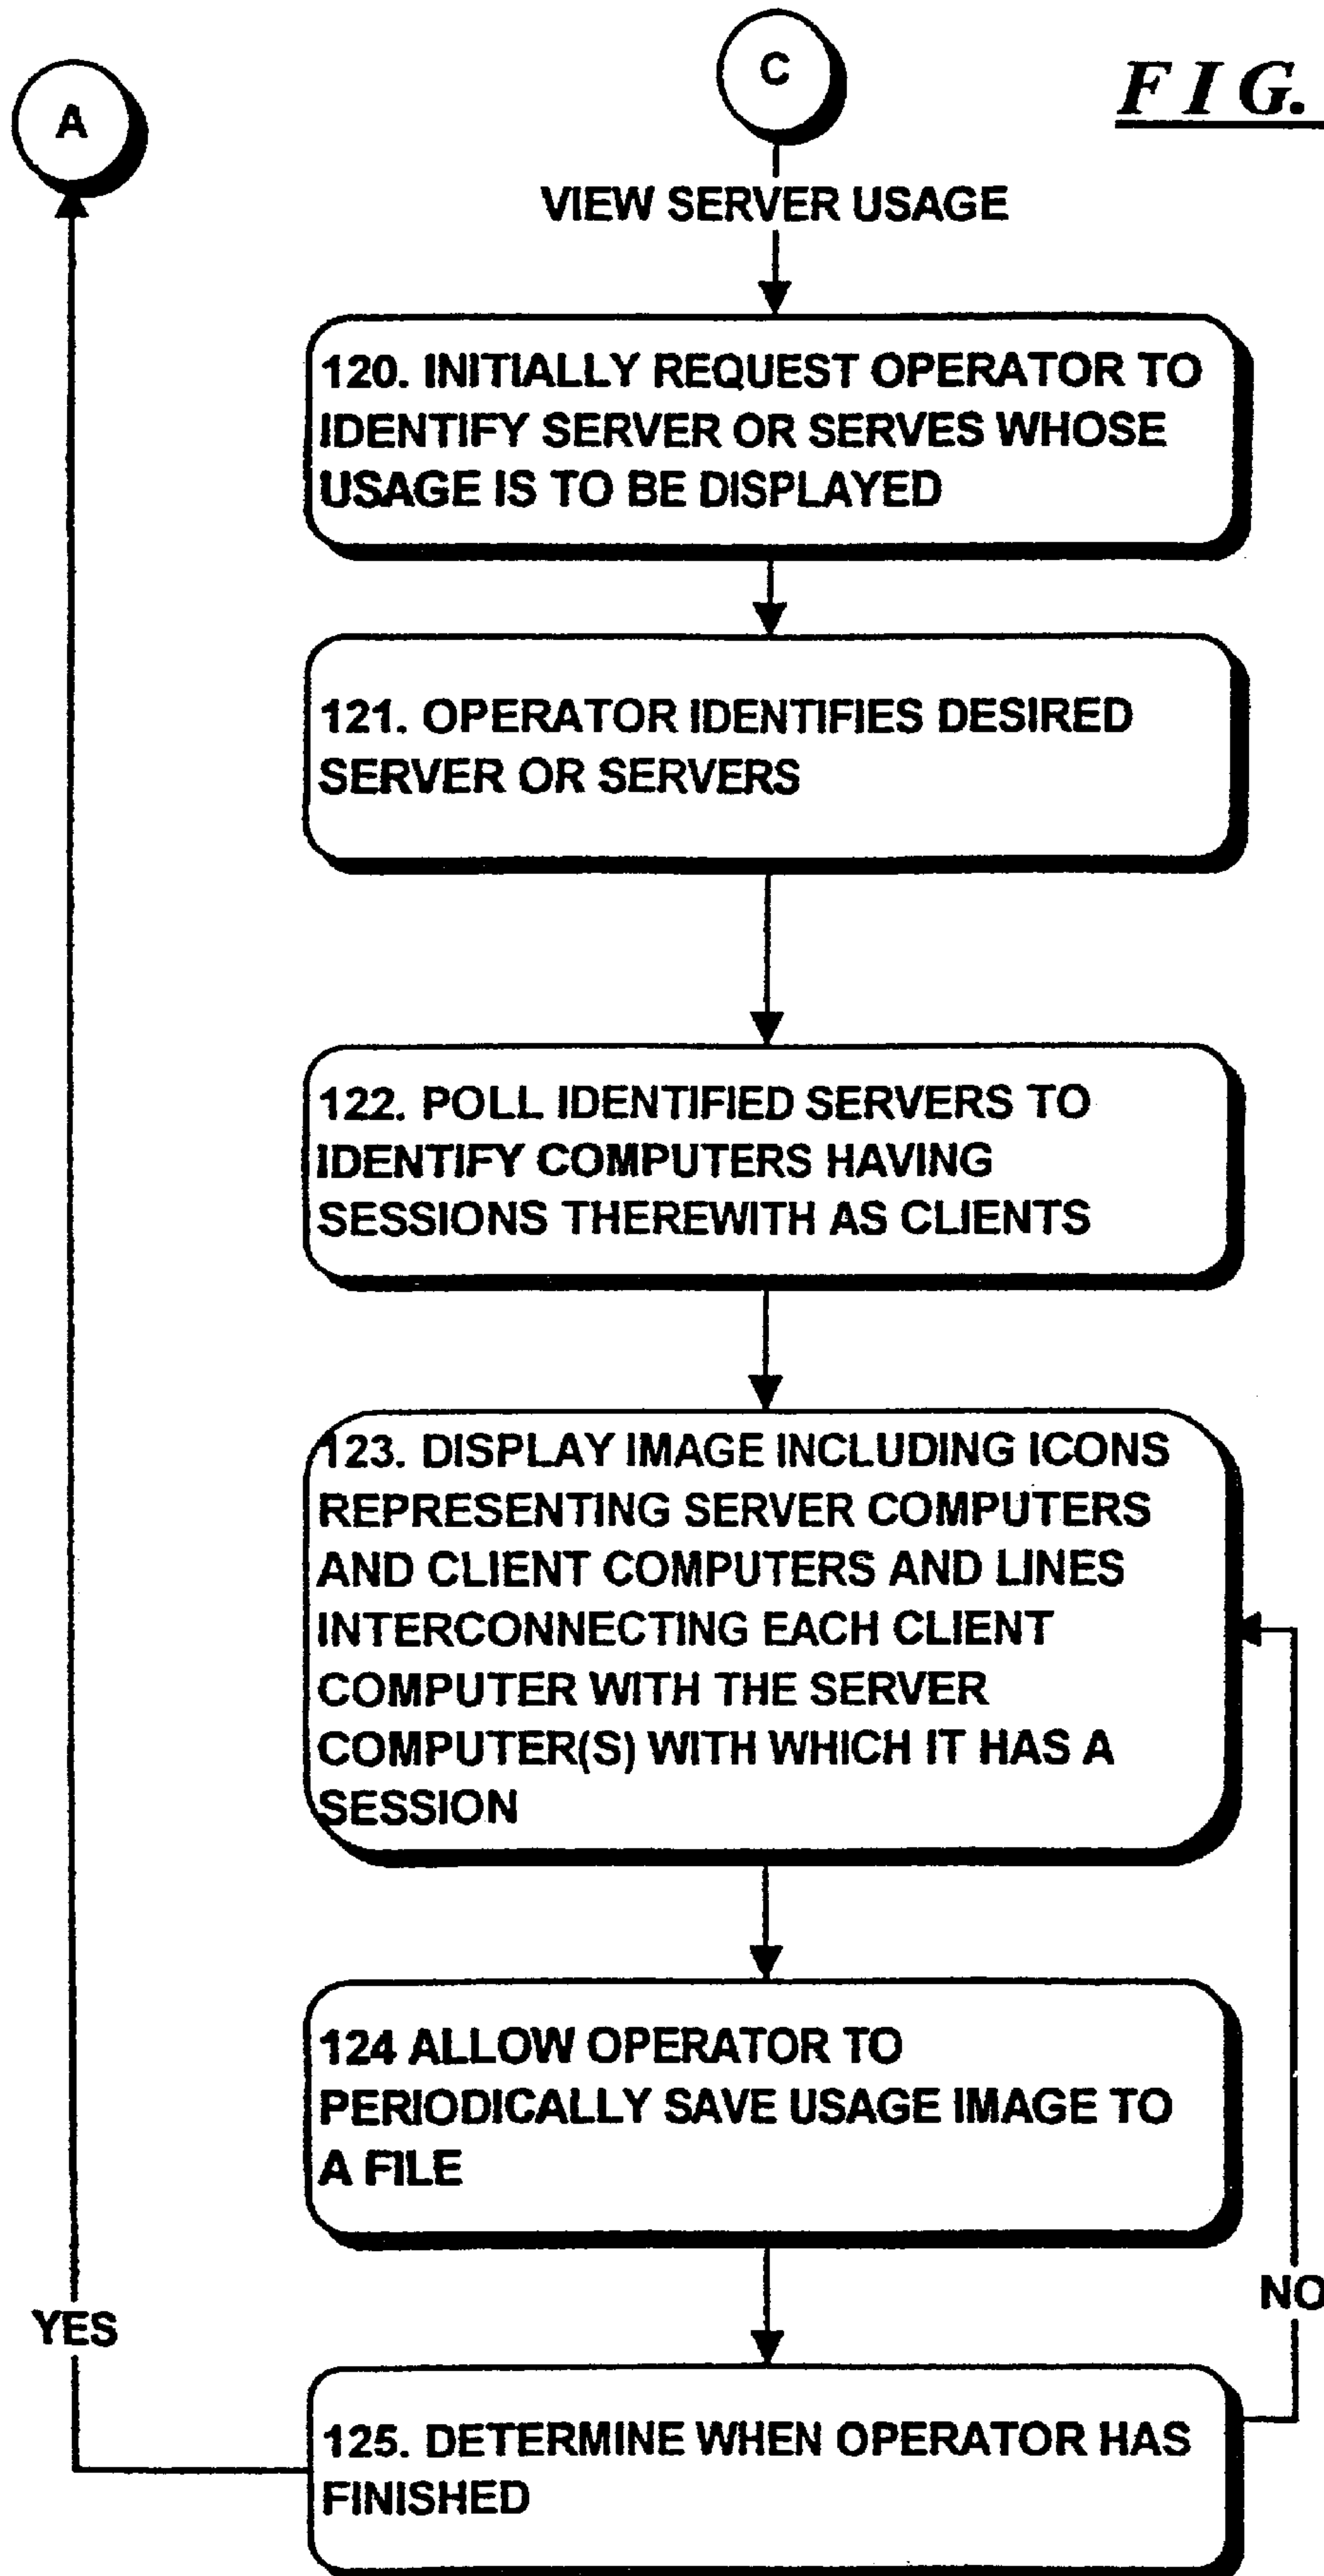 A
C
FIG.
VIEW SERVER USAGE
120. INITIALLY REQUEST OPERATOR TO
IDENTIFY SERVER OR SERVES WHOSE
USAGE IS TO BE DISPLAYED
121. OPERATOR IDENTIFIES DESIRED
SERVER OR SERVERS
122. POLL IDENTIFIED SERVERS TO
IDENTIFY COMPUTERS HAVING
SESSIONS THEREWITH AS CLIENTS
123. DISPLAY IMAGE INCLUDING ICONS
REPRESENTING SERVER COMPUTERS
AND CLIENT COMPUTERS AND LINES
INTERCONNECTING EACH CLIENT
COMPUTER WITH THE SERVER
COMPUTER(S) WITH WHICH IT HAS A
SESSION
124 ALLOW OPERATOR TO
PERIODICALLY SAVE USAGE IMAGE TO
A FILE
NO
YES
125. DETERMINE WHEN OPERATOR HAS
FINISHED